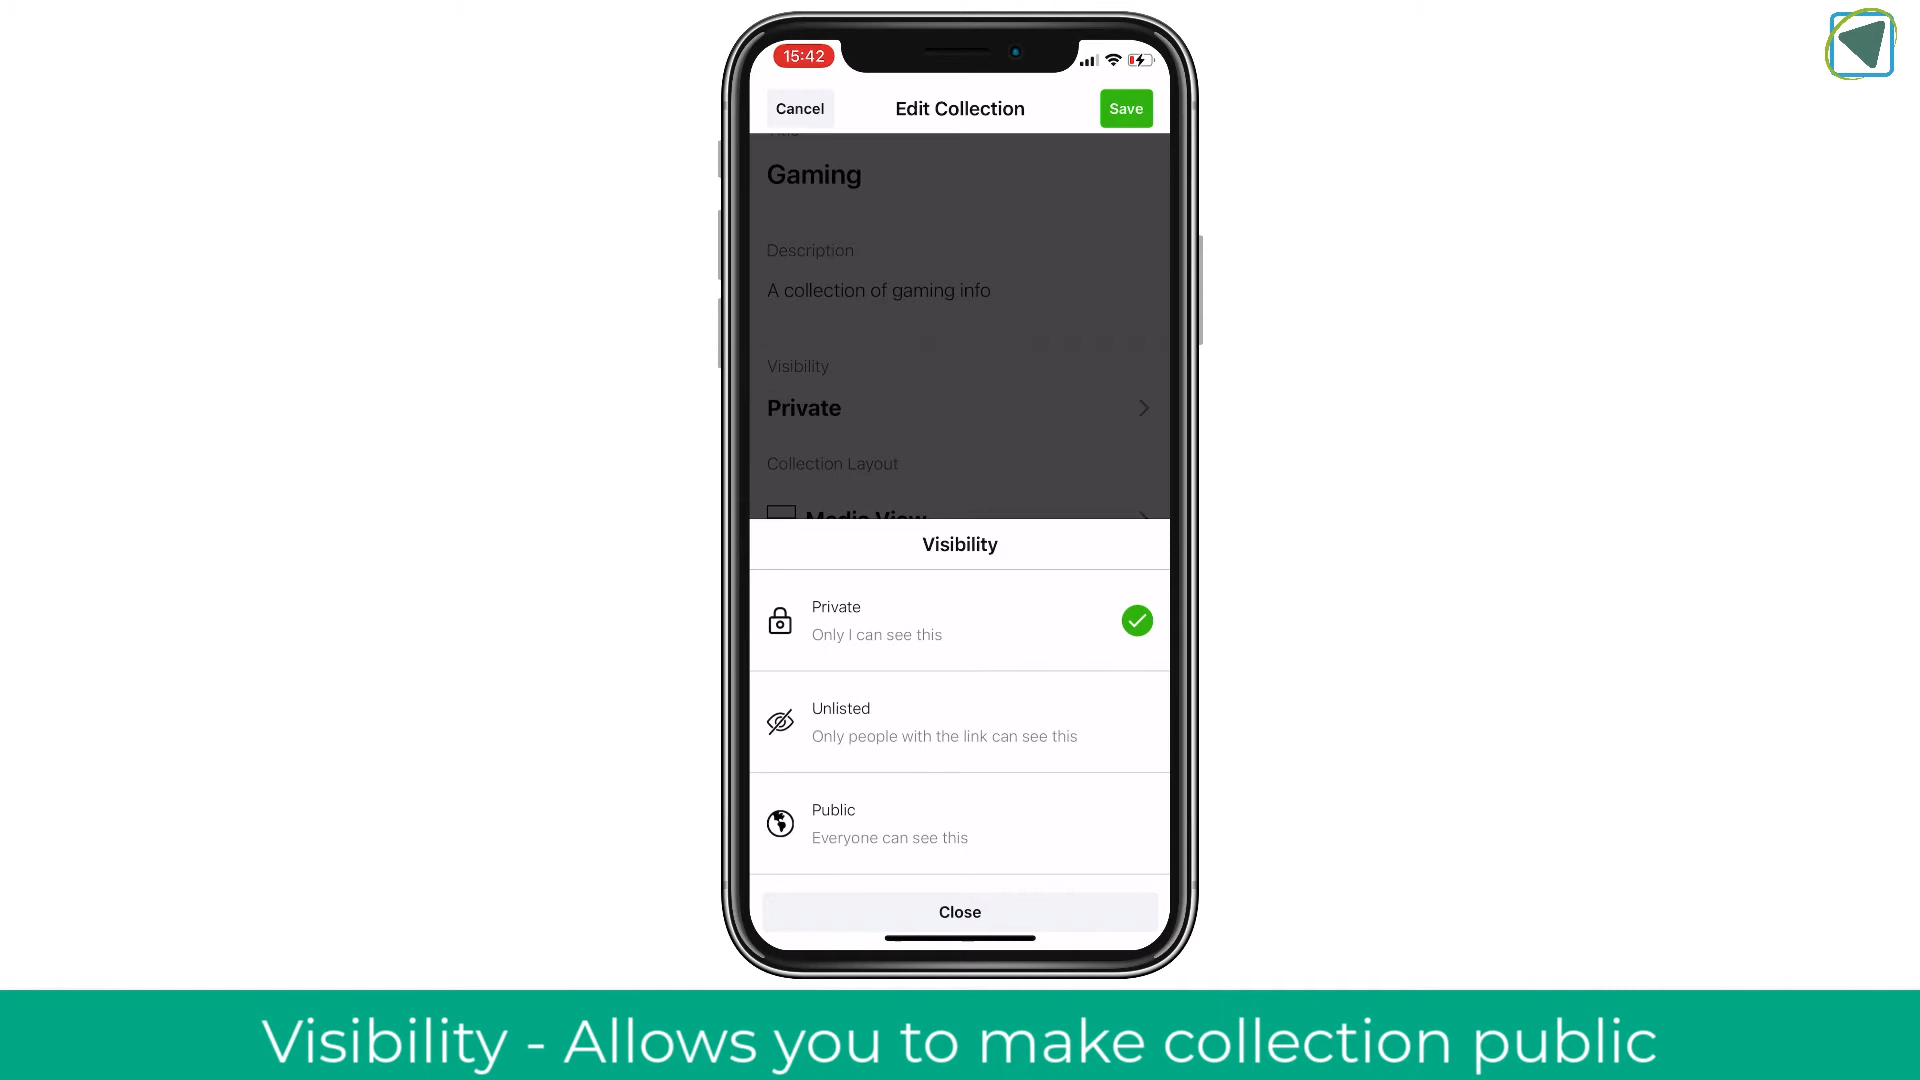 15:42
Cancel
Edit Collection
Save
Title
Gaming
Description
A collection of gaming info
Visibility
Private
Collection Layout
Media View
Visibility
Private
Only I can see this
Unlisted
Only people with the link can see this
Public
Everyone can see this
Close
Visibility - Allows you to make collection public